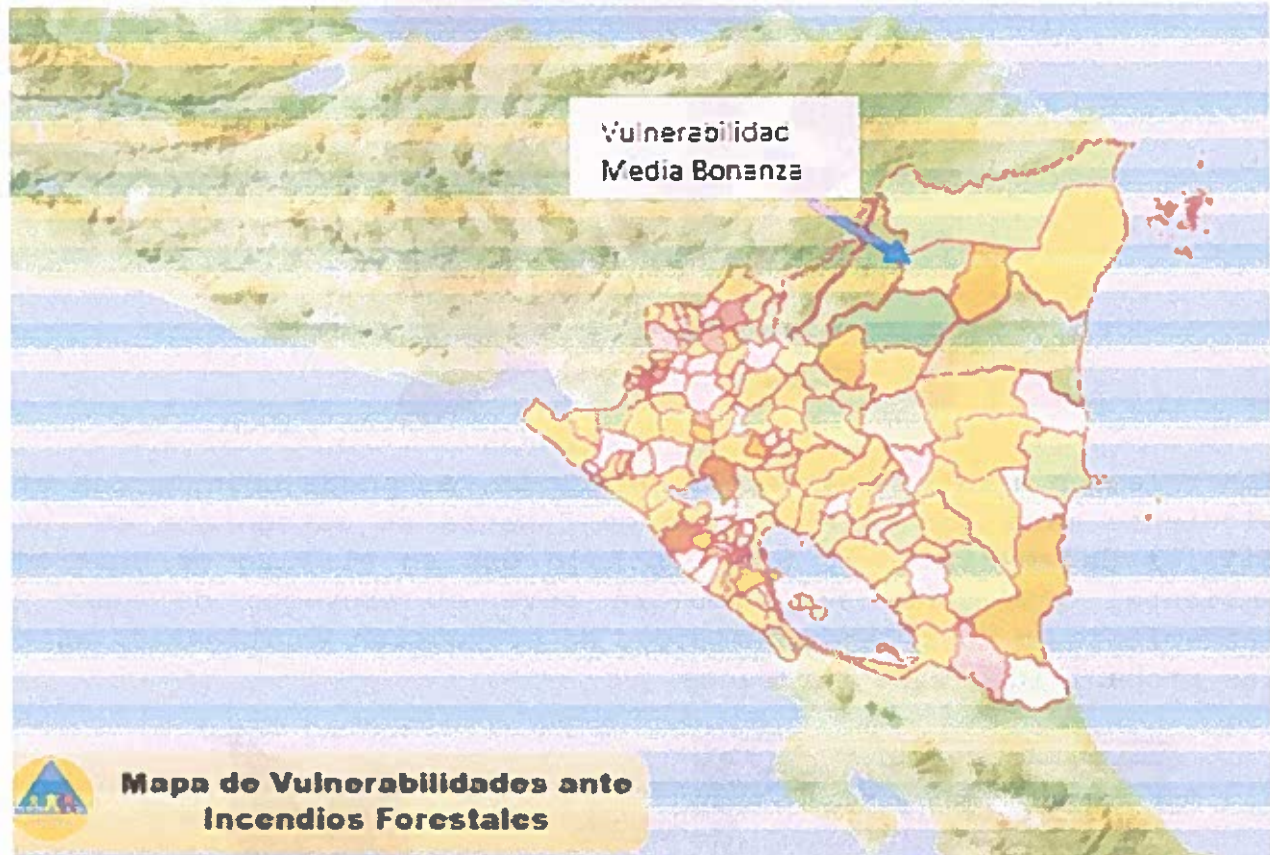 Vulnerabilidad
Media Bonanza
Mapa de Vulnerabilidades ante
Incendios Forestales